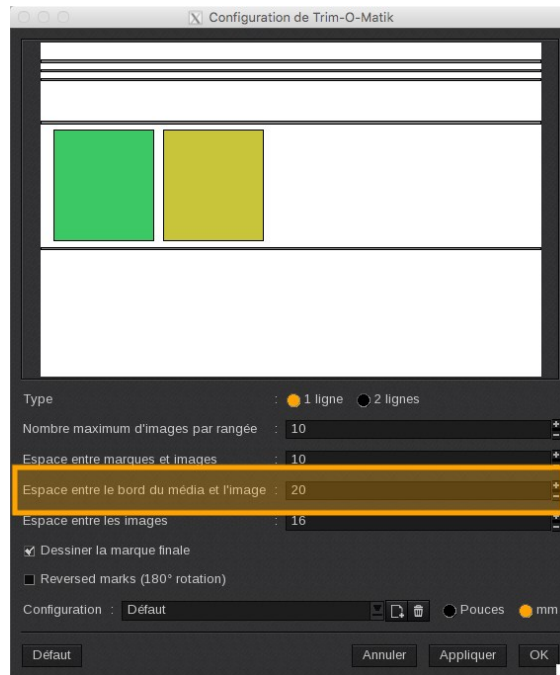 Configuration de Trim-O-Matik
Type : 1 ligne 2 lignes
Nombre maximum d'images par rangée : 10
Espace entre marques et images : 10
Espace entre le bord du média et l'image : 20
Espace entre les images : 16
Dessiner la marque finale
Reversed marks (180° rotation)
Configuration : Défaut Pouces mm
Défaut Annuler Appliquer OK